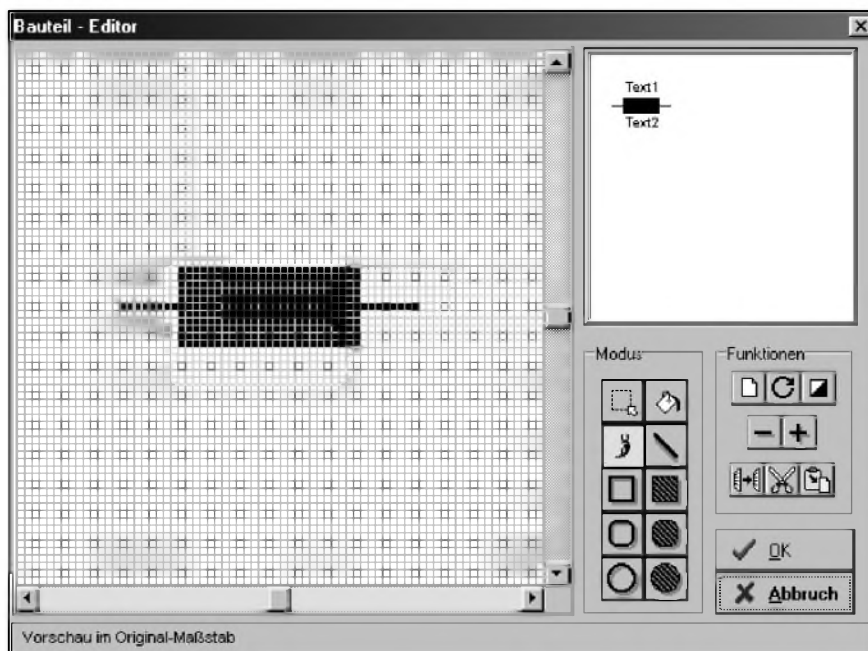 Bauteil - Editor
Text1
Text2
Modus
Funktionen
OK
Abbruch
Vorschau im Original-Maßstab